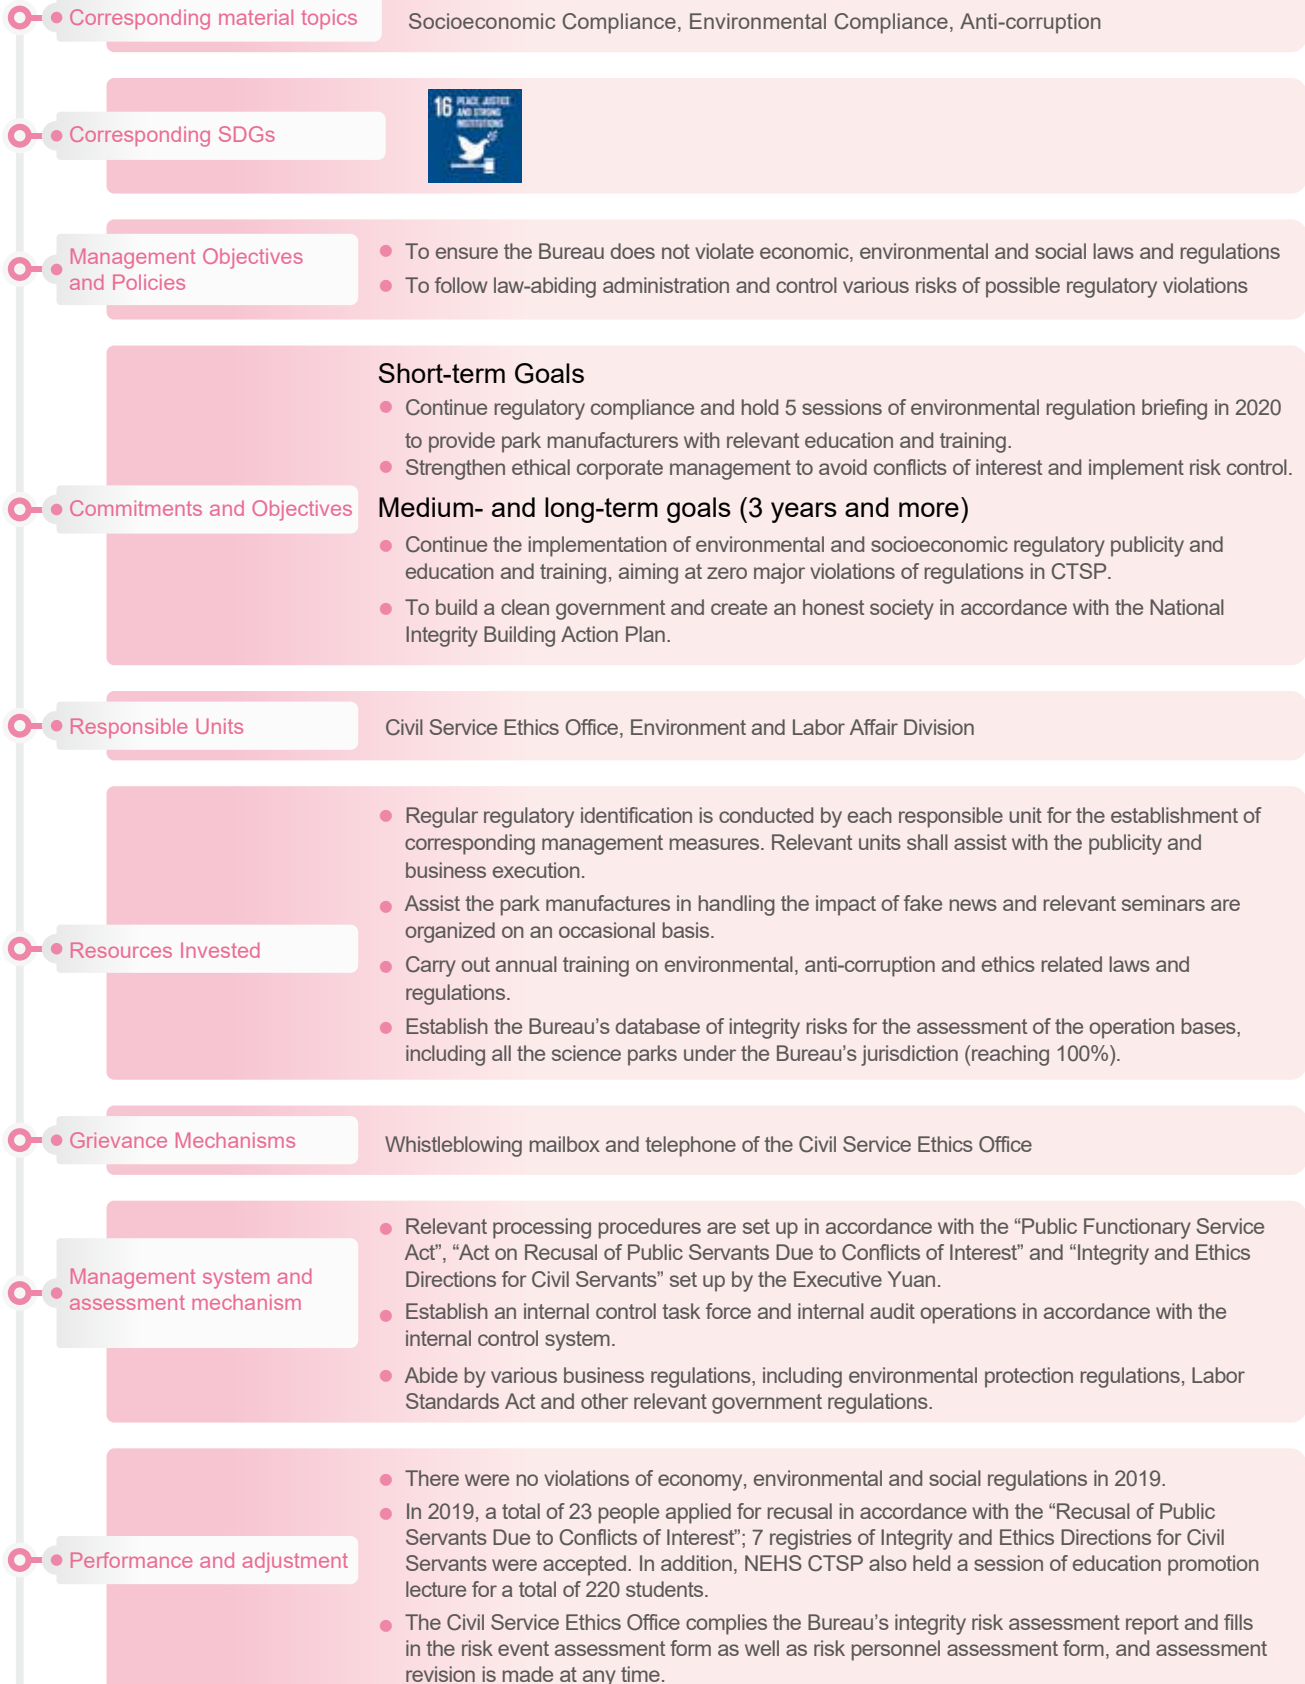 Corresponding material topics
Socioeconomic Compliance, Environmental Compliance, Anti-corruption
Corresponding SDGs
16 PEACE, JUSTICE
AND STRONG
INSTITUTIONS
Management Objectives
and Policies
To ensure the Bureau does not violate economic, environmental and social laws and regulations
To follow law-abiding administration and control various risks of possible regulatory violations
Commitments and Objectives
Short-term Goals
Continue regulatory compliance and hold 5 sessions of environmental regulation briefing in 2020
to provide park manufacturers with relevant education and training.
Strengthen ethical corporate management to avoid conflicts of interest and implement risk control.
Medium- and long-term goals (3 years and more)
Continue the implementation of environmental and socioeconomic regulatory publicity and
education and training, aiming at zero major violations of regulations in CTSP.
To build a clean government and create an honest society in accordance with the National
Integrity Building Action Plan.
Responsible Units
Civil Service Ethics Office, Environment and Labor Affair Division
Resources Invested
Regular regulatory identification is conducted by each responsible unit for the establishment of
corresponding management measures. Relevant units shall assist with the publicity and
business execution.
Assist the park manufactures in handling the impact of fake news and relevant seminars are
organized on an occasional basis.
Carry out annual training on environmental, anti-corruption and ethics related laws and
regulations.
Establish the Bureau’s database of integrity risks for the assessment of the operation bases,
including all the science parks under the Bureau’s jurisdiction (reaching 100%).
Grievance Mechanisms
Whistleblowing mailbox and telephone of the Civil Service Ethics Office
Management system and
assessment mechanism
Relevant processing procedures are set up in accordance with the “Public Functionary Service
Act”, “Act on Recusal of Public Servants Due to Conflicts of Interest” and “Integrity and Ethics
Directions for Civil Servants” set up by the Executive Yuan.
Establish an internal control task force and internal audit operations in accordance with the
internal control system.
Abide by various business regulations, including environmental protection regulations, Labor
Standards Act and other relevant government regulations.
Performance and adjustment
There were no violations of economy, environmental and social regulations in 2019.
In 2019, a total of 23 people applied for recusal in accordance with the “Recusal of Public
Servants Due to Conflicts of Interest”; 7 registries of Integrity and Ethics Directions for Civil
Servants were accepted. In addition, NEHS CTSP also held a session of education promotion
lecture for a total of 220 students.
The Civil Service Ethics Office complies the Bureau’s integrity risk assessment report and fills
in the risk event assessment form as well as risk personnel assessment form, and assessment
revision is made at any time.